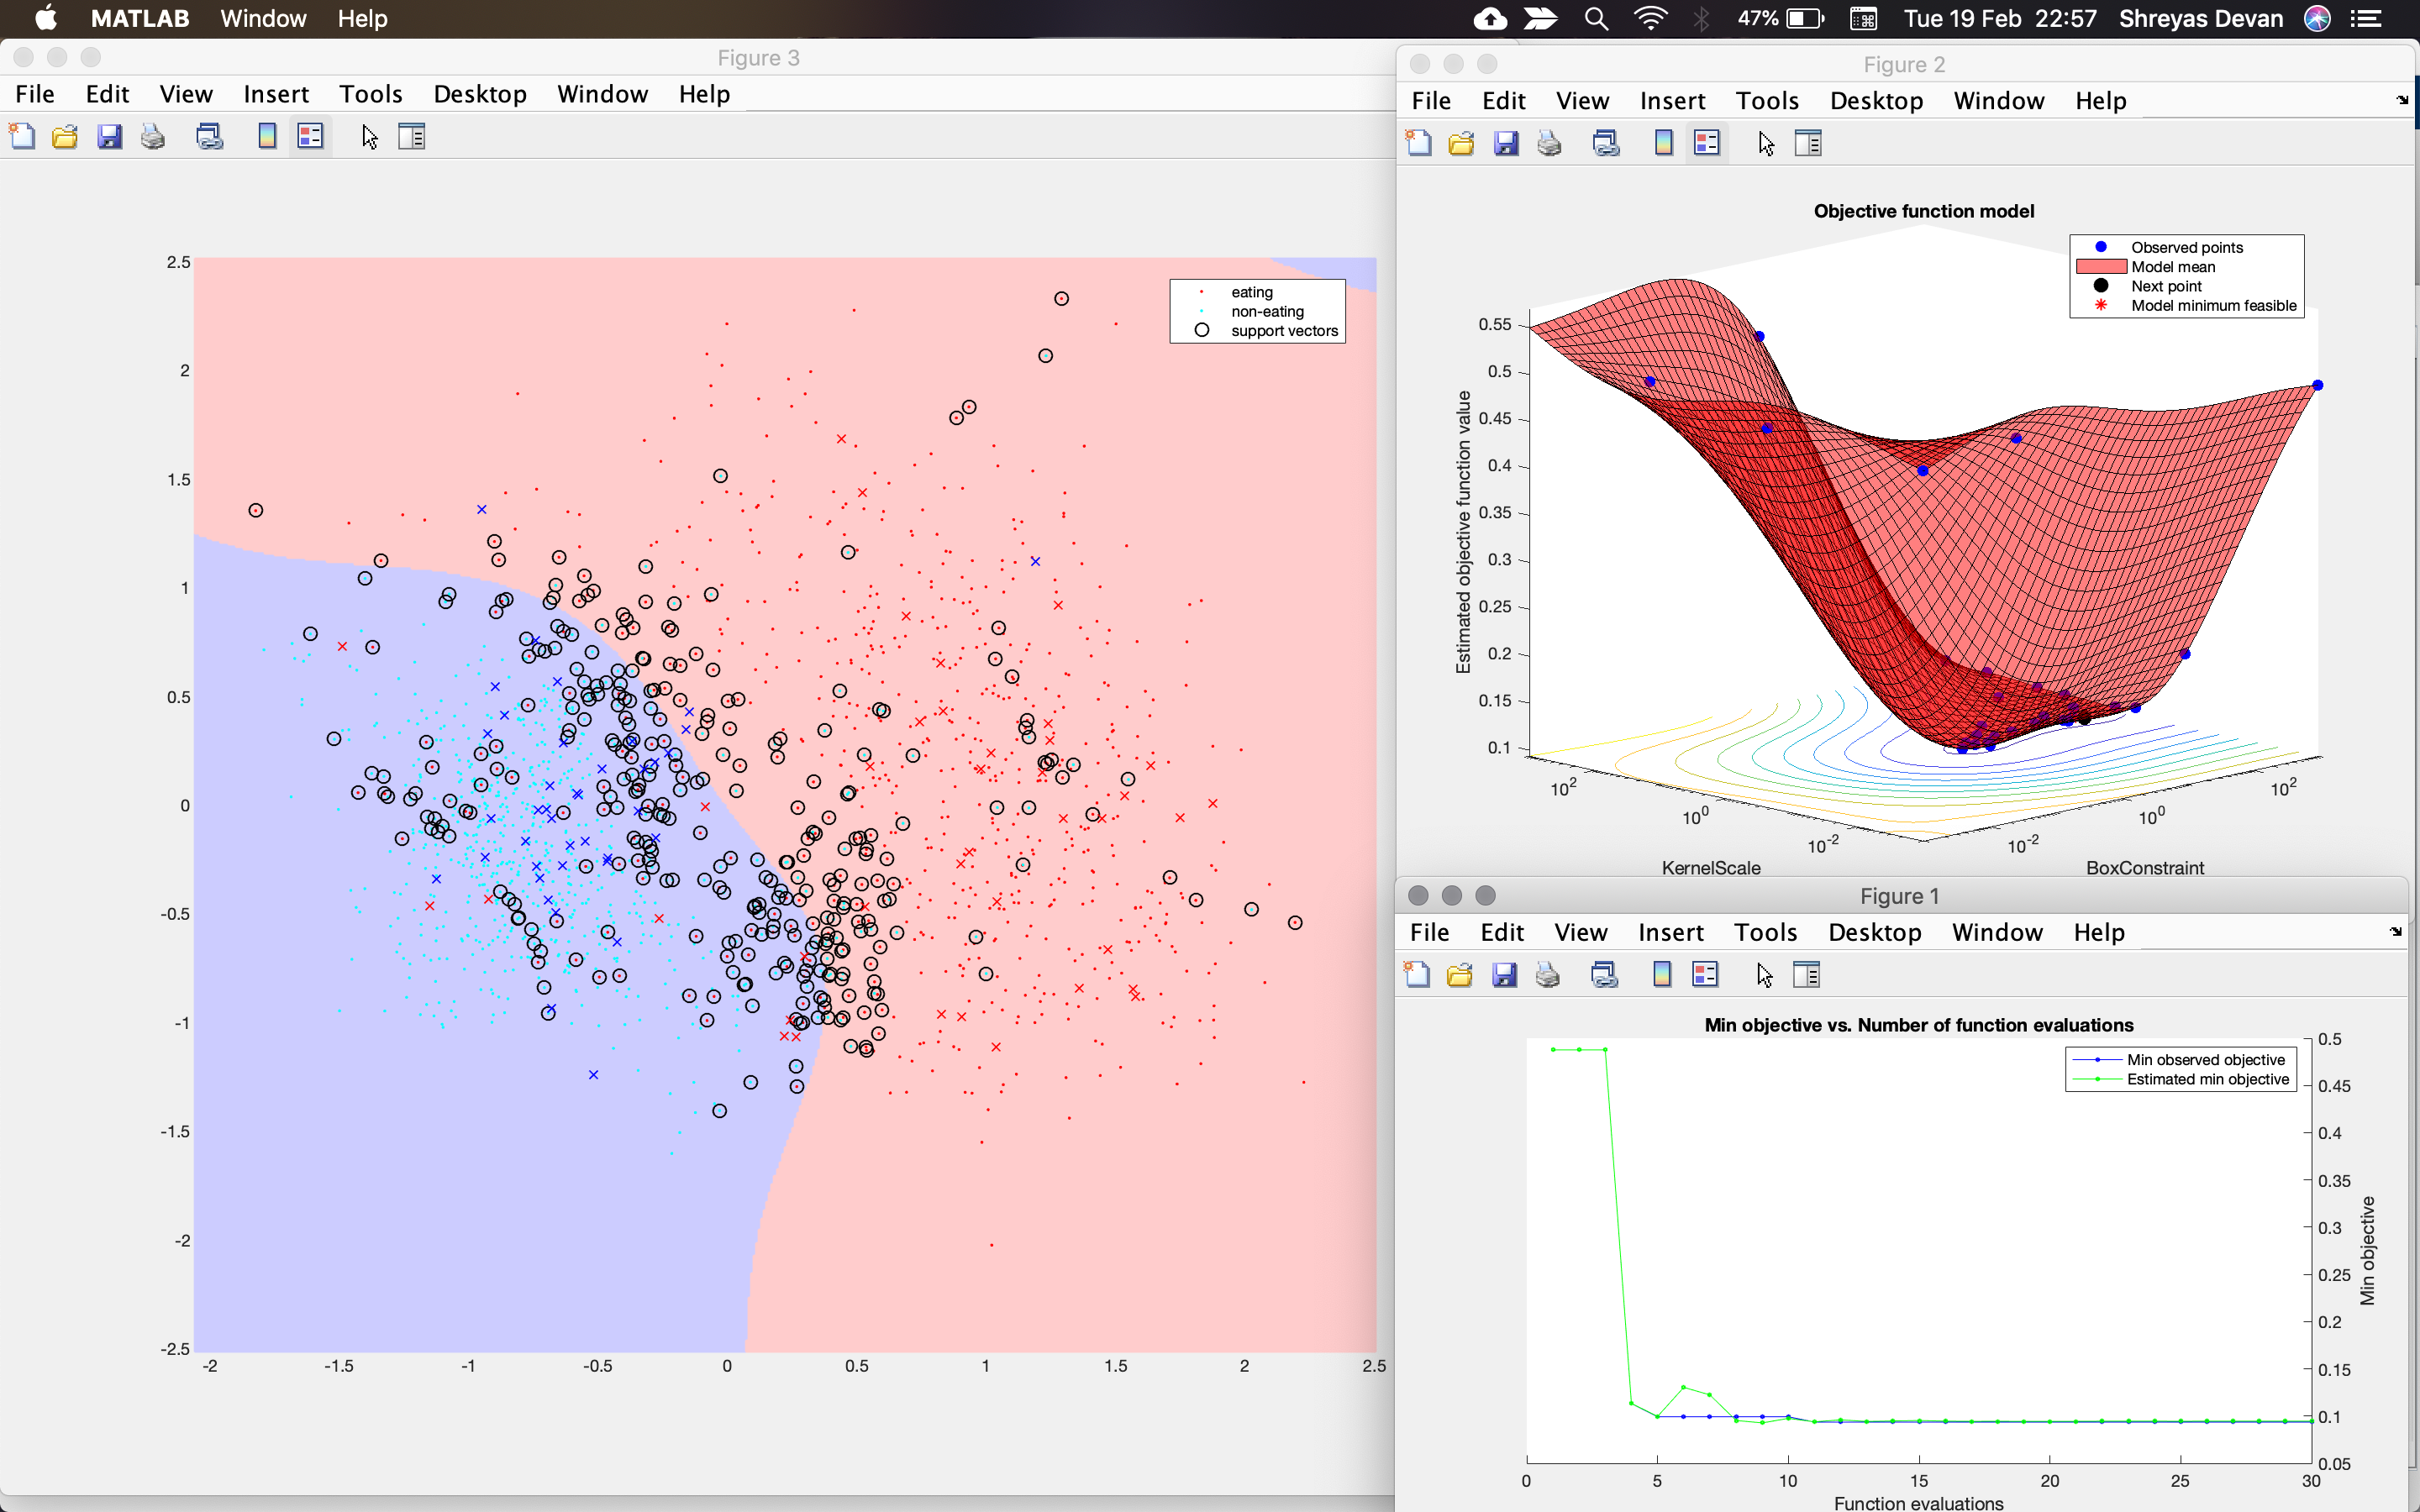 MATLAB Window Help 47% Tue 19 Feb 22:57 Shreyas Devan
Figure 3
File Edit View Insert Tools Desktop Window Help
2.5
2
1.5
1
0.5
0
-0.5
-1
-1.5
-2
-2.5
-2 -1.5 -1 -0.5 0 0.5 1 1.5 2 2.5
eating
non-eating
support vectors
Figure 2
File Edit View Insert Tools Desktop Window Help
Objective function model
Observed points
Model mean
Next point
Model minimum feasible
Estimated objective function value
0.55
0.5
0.45
0.4
0.35
0.3
0.25
0.2
0.15
0.1
10² 10⁰ 10⁻²
10⁻² 10⁰ 10²
KernelScale BoxConstraint
Figure 1
File Edit View Insert Tools Desktop Window Help
Min objective vs. Number of function evaluations
Min observed objective
Estimated min objective
0.5
0.45
0.4
0.35
0.3
0.25
0.2
0.15
0.1
0.05
Min objective
0 5 10 15 20 25 30
Function evaluations